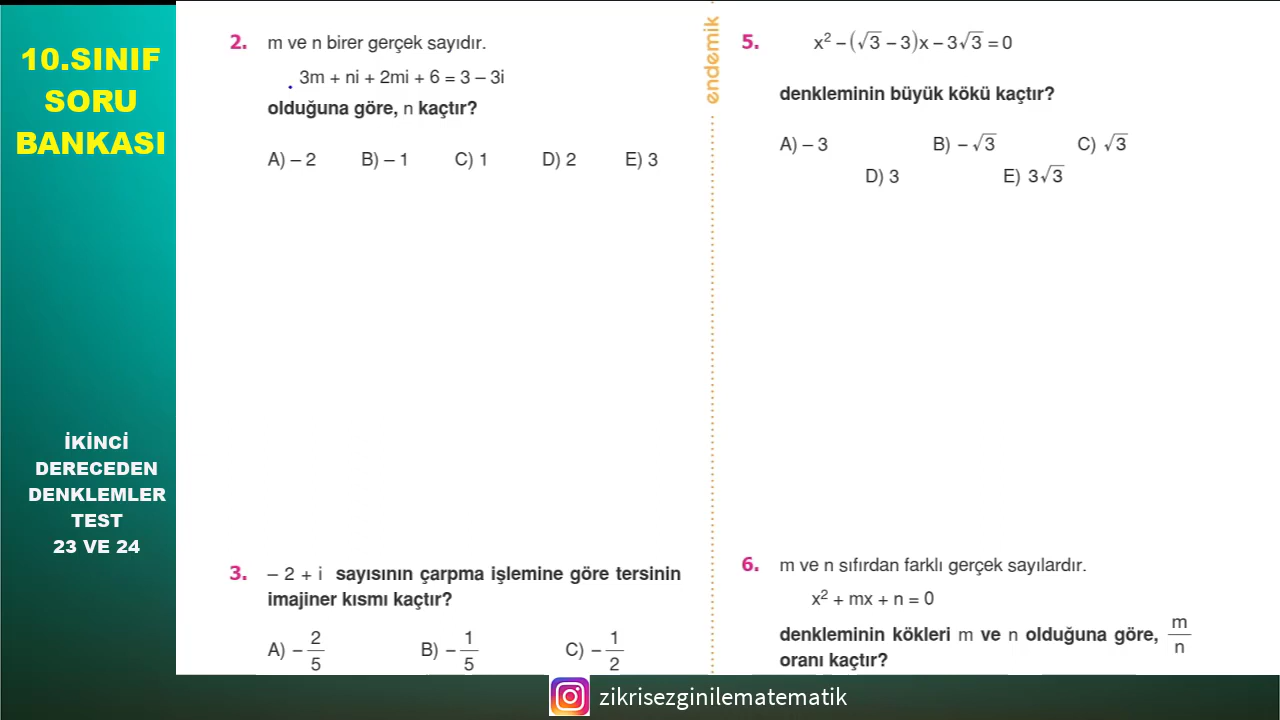 10.SINIF
SORU
BANKASI
İKİNCİ
DERECEDEN
DENKLEMLER
TEST
23 VE 24
2. m ve n birer gerçek sayıdır.
3m + ni + 2mi + 6 = 3 – 3i
olduğuna göre, n kaçtır?
A) – 2 B) – 1 C) 1 D) 2 E) 3
3. – 2 + i sayısının çarpma işlemine göre tersinin
imajiner kısmı kaçtır?
A) – 2/5 B) – 1/5 C) – 1/2
endemik
5. x² – (√3 – 3)x – 3√3 = 0
denkleminin büyük kökü kaçtır?
A) – 3 B) – √3 C) √3
D) 3 E) 3√3
6. m ve n sıfırdan farklı gerçek sayılardır.
x² + mx + n = 0
denkleminin kökleri m ve n olduğuna göre, m/n
oranı kaçtır?
zikrisezginilematematik